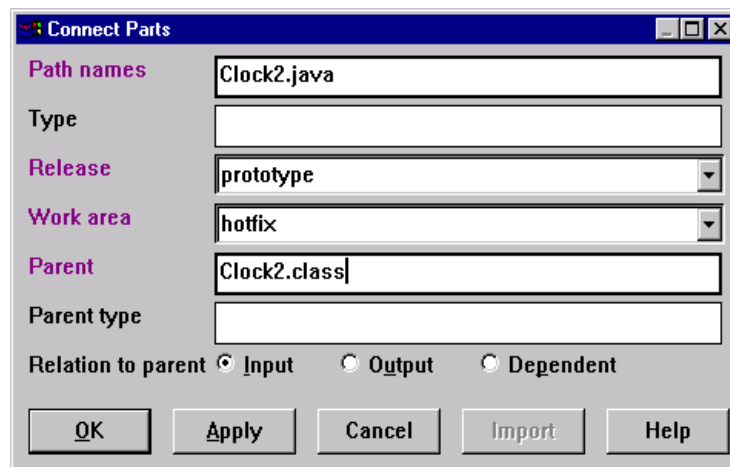 Connect Parts
Path names Clock2.java
Type
Release prototype
Work area hotfix
Parent Clock2.class
Parent type
Relation to parent Input Output Dependent
OK Apply Cancel Import Help